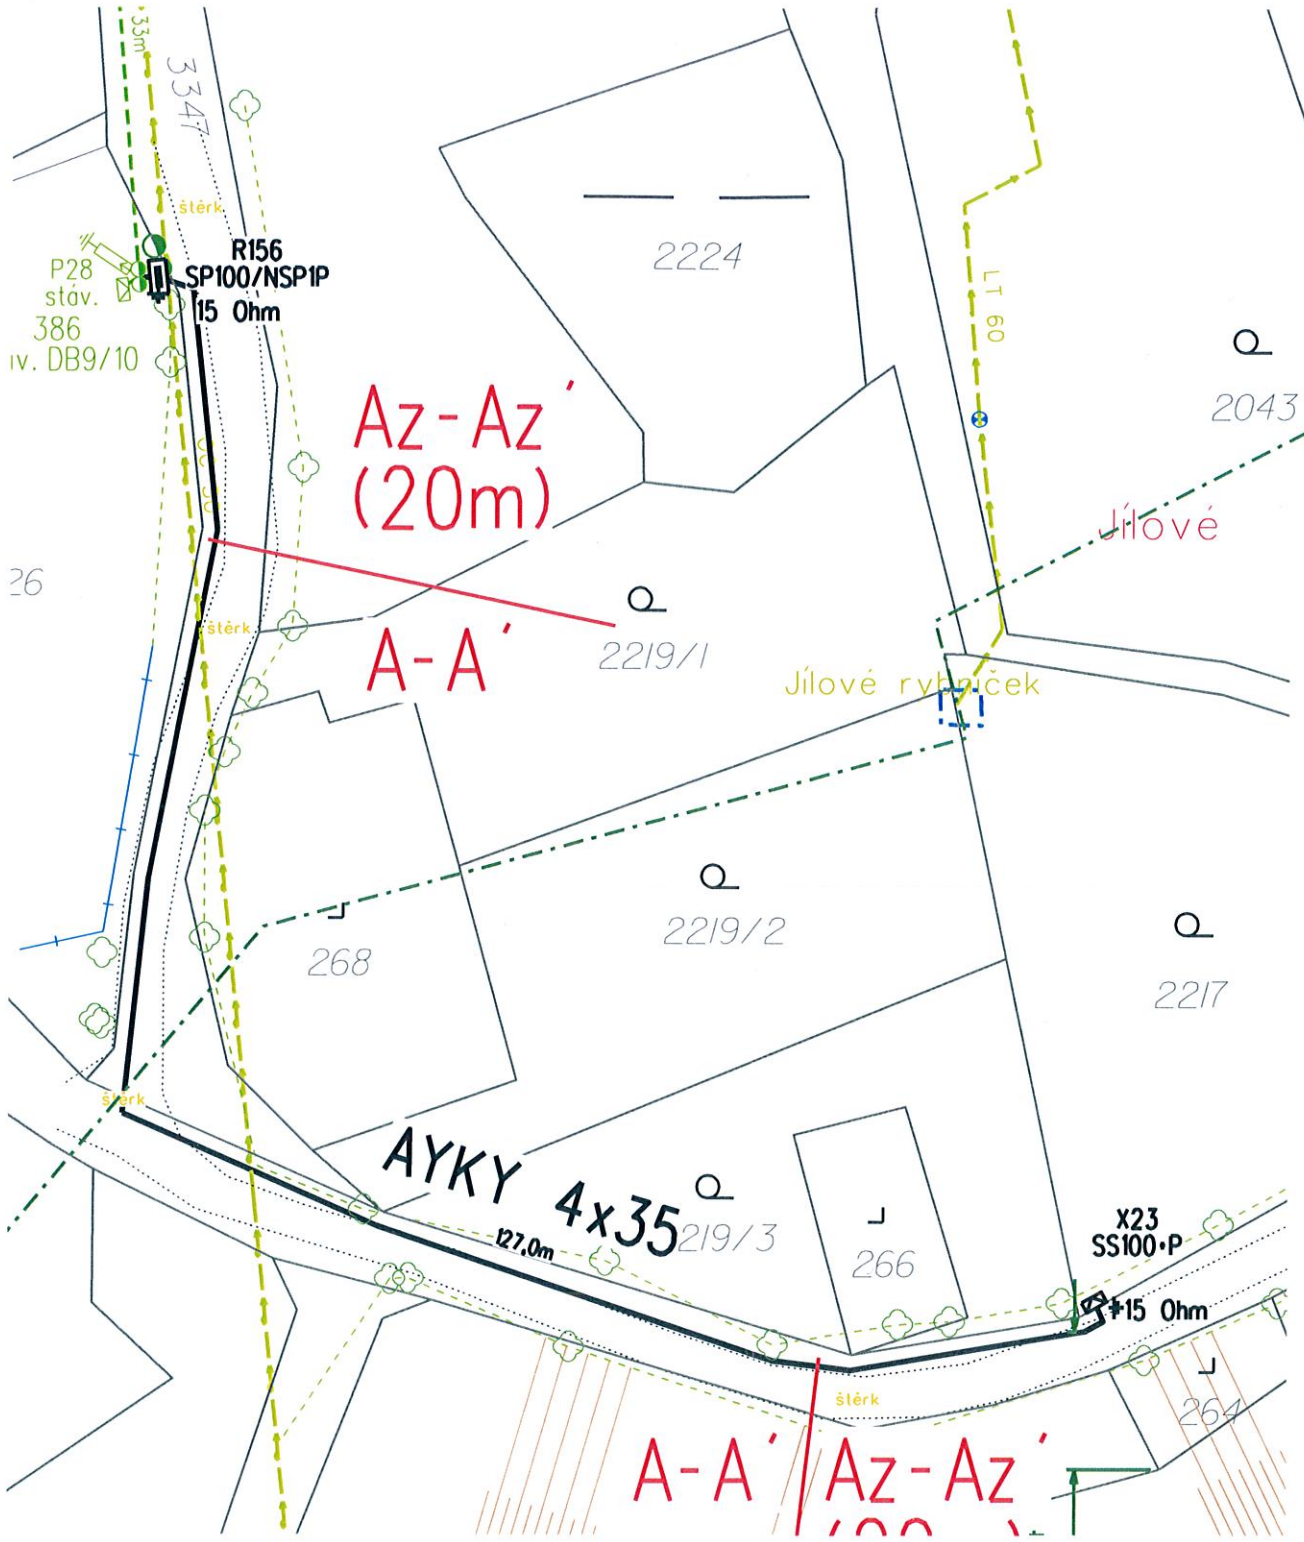 33m
3347
štěrk
R156
SP100/NSP1P
15 Ohm
P28
stáv.
386
iv. DB9/10
2224
LT 60
2043
Az-Az´
(20m)
Jílové
26
štěrk
A-A´
2219/1
Jílové rybníček
268
2219/2
2217
štěrk
AYKY 4x35
127,0m
219/3
266
X23
SS100·P
15 Ohm
štěrk
264
A-A´
Az-Az´